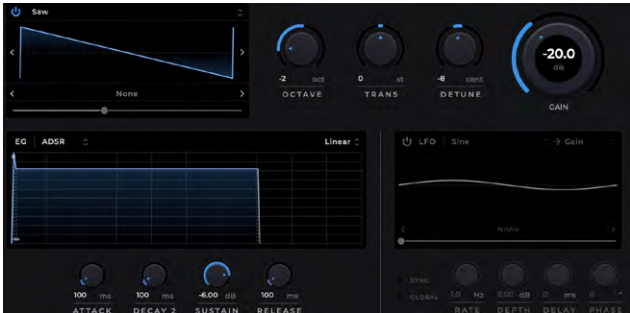 Saw
-20.0
dB
-2 oct
0 st
-8 cent
None
OCTAVE TRANS DETUNE
GAIN
EG ADSR Linear
LFO Sine → Gain
None
100 ms 100 ms -6.00 dB 100 ms
ATTACK DECAY 2 SUSTAIN RELEASE
SYNC
GLOBAL
1.0 Hz 6.00 dB 0 ms 0 °
RATE DEPTH DELAY PHASE